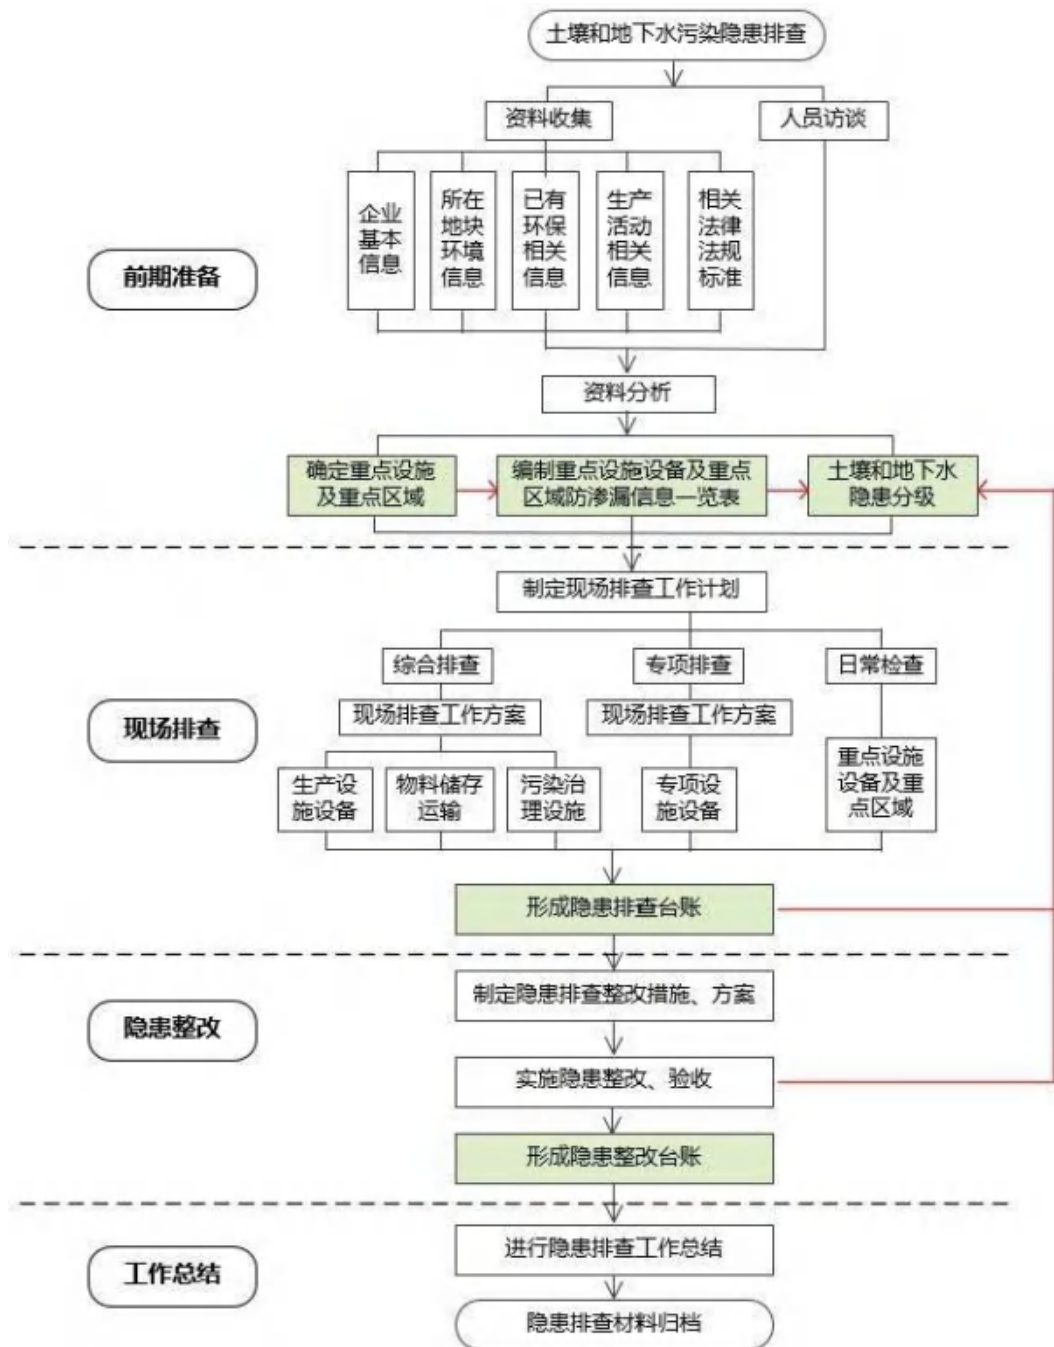 土壤和地下水污染隐患排查
资料收集
人员访谈
企业
基本
信息
所在
地块
环境
信息
已有
环保
相关
信息
生产
活动
相关
信息
相关
法律
法规
标准
前期准备
资料分析
确定重点设施
及重点区域
编制重点设施设备及重点
区域防渗漏信息一览表
土壤和地下水
隐患分级
制定现场排查工作计划
综合排查
专项排查
日常检查
现场排查
现场排查工作方案
现场排查工作方案
生产设
施设备
物料储存
运输
污染治
理设施
专项设
施设备
重点设施
设备及重
点区域
形成隐患排查台账
隐患整改
制定隐患排查整改措施、方案
实施隐患整改、验收
形成隐患整改台账
工作总结
进行隐患排查工作总结
隐患排查材料归档